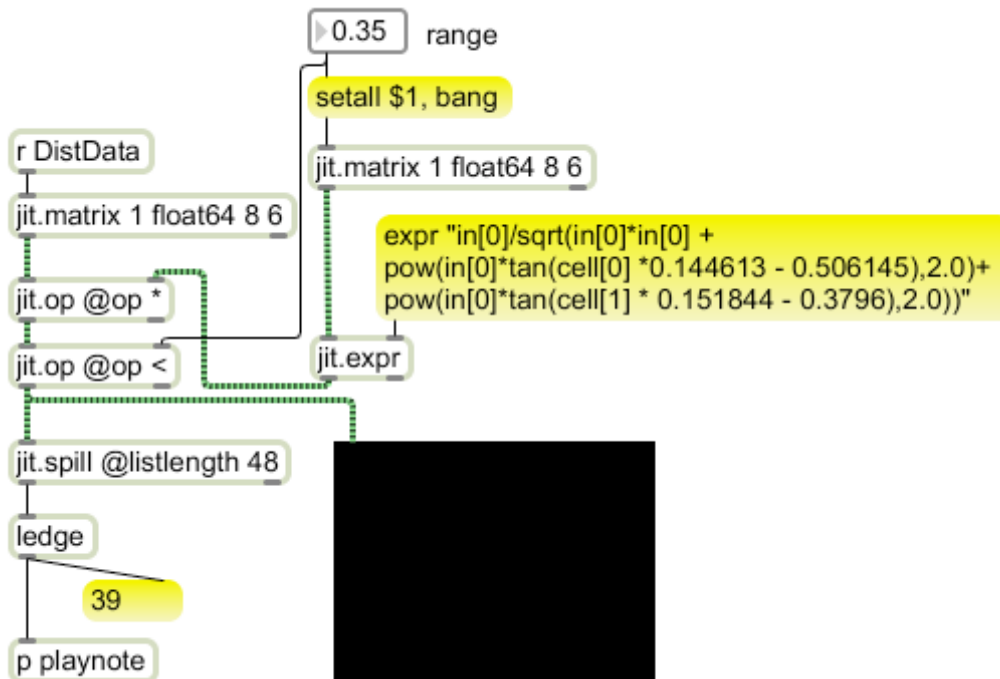 0.35 range
setall $1, bang
r DistData
jit.matrix 1 float64 8 6
jit.matrix 1 float64 8 6
expr "in[0]/sqrt(in[0]*in[0] +
pow(in[0]*tan(cell[0] *0.144613 - 0.506145),2.0)+
pow(in[0]*tan(cell[1] * 0.151844 - 0.3796),2.0))"
jit.op @op *
jit.op @op <
jit.expr
jit.spill @listlength 48
ledge
39
p playnote